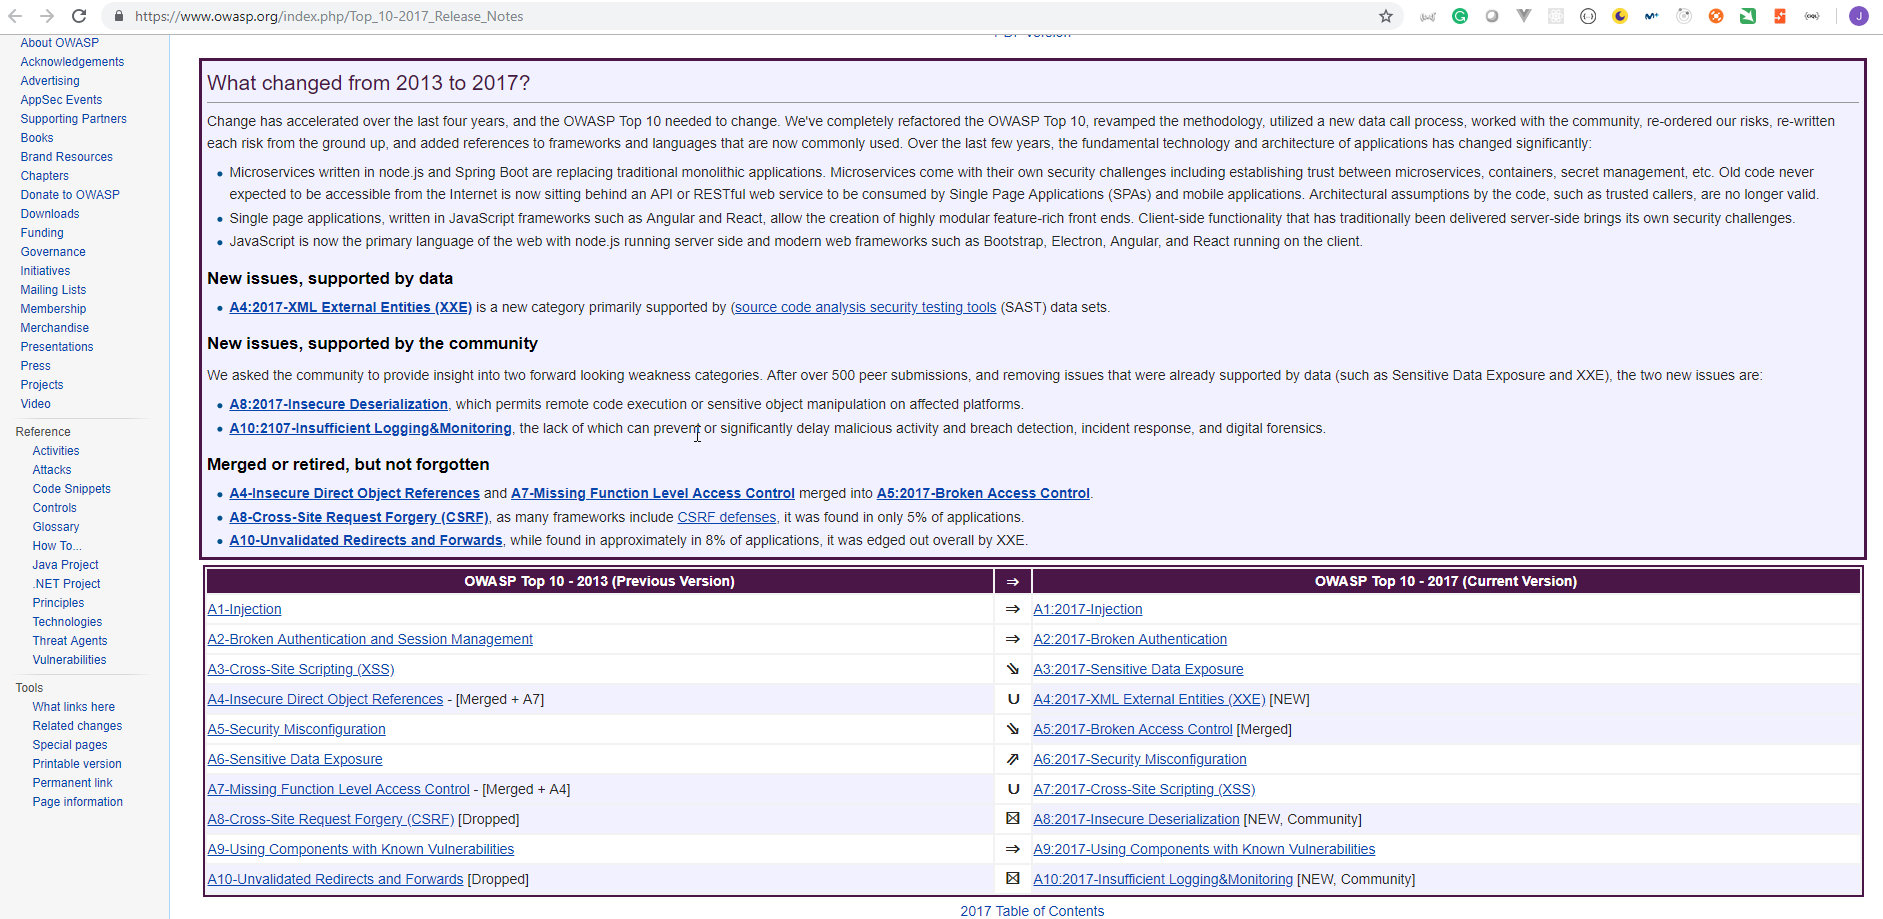 https://www.owasp.org/index.php/Top_10-2017_Release_Notes
About OWASP
Acknowledgements
Advertising
AppSec Events
Supporting Partners
Books
Brand Resources
Chapters
Donate to OWASP
Downloads
Funding
Governance
Initiatives
Mailing Lists
Membership
Merchandise
Presentations
Press
Projects
Video
Reference
Activities
Attacks
Code Snippets
Controls
Glossary
How To...
Java Project
.NET Project
Principles
Technologies
Threat Agents
Vulnerabilities
Tools
What links here
Related changes
Special pages
Printable version
Permanent link
Page information
What changed from 2013 to 2017?
Change has accelerated over the last four years, and the OWASP Top 10 needed to change. We've completely refactored the OWASP Top 10, revamped the methodology, utilized a new data call process, worked with the community, re-ordered our risks, re-written
each risk from the ground up, and added references to frameworks and languages that are now commonly used. Over the last few years, the fundamental technology and architecture of applications has changed significantly:
• Microservices written in node.js and Spring Boot are replacing traditional monolithic applications. Microservices come with their own security challenges including establishing trust between microservices, containers, secret management, etc. Old code never
expected to be accessible from the Internet is now sitting behind an API or RESTful web service to be consumed by Single Page Applications (SPAs) and mobile applications. Architectural assumptions by the code, such as trusted callers, are no longer valid.
• Single page applications, written in JavaScript frameworks such as Angular and React, allow the creation of highly modular feature-rich front ends. Client-side functionality that has traditionally been delivered server-side brings its own security challenges.
• JavaScript is now the primary language of the web with node.js running server side and modern web frameworks such as Bootstrap, Electron, Angular, and React running on the client.
New issues, supported by data
• A4:2017-XML External Entities (XXE) is a new category primarily supported by (source code analysis security testing tools (SAST) data sets.
New issues, supported by the community
We asked the community to provide insight into two forward looking weakness categories. After over 500 peer submissions, and removing issues that were already supported by data (such as Sensitive Data Exposure and XXE), the two new issues are:
• A8:2017-Insecure Deserialization, which permits remote code execution or sensitive object manipulation on affected platforms.
• A10:2107-Insufficient Logging&Monitoring, the lack of which can prevent or significantly delay malicious activity and breach detection, incident response, and digital forensics.
Merged or retired, but not forgotten
• A4-Insecure Direct Object References and A7-Missing Function Level Access Control merged into A5:2017-Broken Access Control.
• A8-Cross-Site Request Forgery (CSRF), as many frameworks include CSRF defenses, it was found in only 5% of applications.
• A10-Unvalidated Redirects and Forwards, while found in approximately in 8% of applications, it was edged out overall by XXE.
OWASP Top 10 - 2013 (Previous Version) ⇒ OWASP Top 10 - 2017 (Current Version)
A1-Injection ⇒ A1:2017-Injection
A2-Broken Authentication and Session Management ⇒ A2:2017-Broken Authentication
A3-Cross-Site Scripting (XSS) ⇘ A3:2017-Sensitive Data Exposure
A4-Insecure Direct Object References - [Merged + A7] U A4:2017-XML External Entities (XXE) [NEW]
A5-Security Misconfiguration ⇘ A5:2017-Broken Access Control [Merged]
A6-Sensitive Data Exposure ⇗ A6:2017-Security Misconfiguration
A7-Missing Function Level Access Control - [Merged + A4] U A7:2017-Cross-Site Scripting (XSS)
A8-Cross-Site Request Forgery (CSRF) [Dropped] ☒ A8:2017-Insecure Deserialization [NEW, Community]
A9-Using Components with Known Vulnerabilities ⇒ A9:2017-Using Components with Known Vulnerabilities
A10-Unvalidated Redirects and Forwards [Dropped] ☒ A10:2017-Insufficient Logging&Monitoring [NEW, Community]
2017 Table of Contents